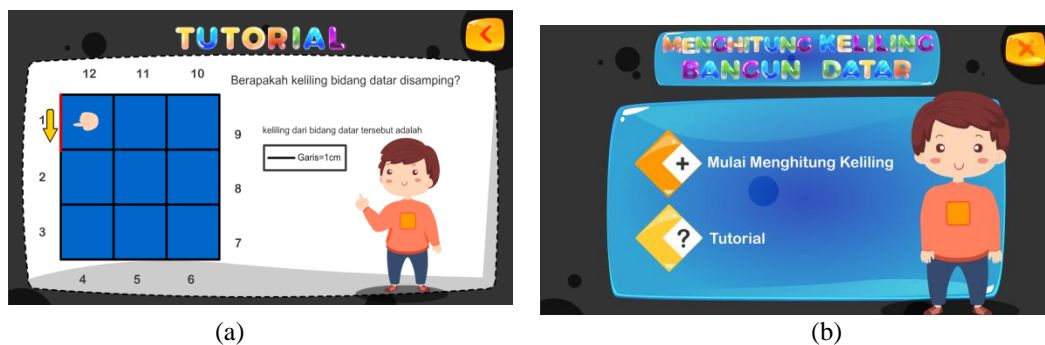 TUTORIAL
12 11 10
Berapakah keliling bidang datar disamping?
1
9
keliling dari bidang datar tersebut adalah
Garis=1cm
2
8
3
7
4 5 6
(a)
MENGHITUNG KELILING
BANGUN DATAR
+ Mulai Menghitung Keliling
? Tutorial
(b)